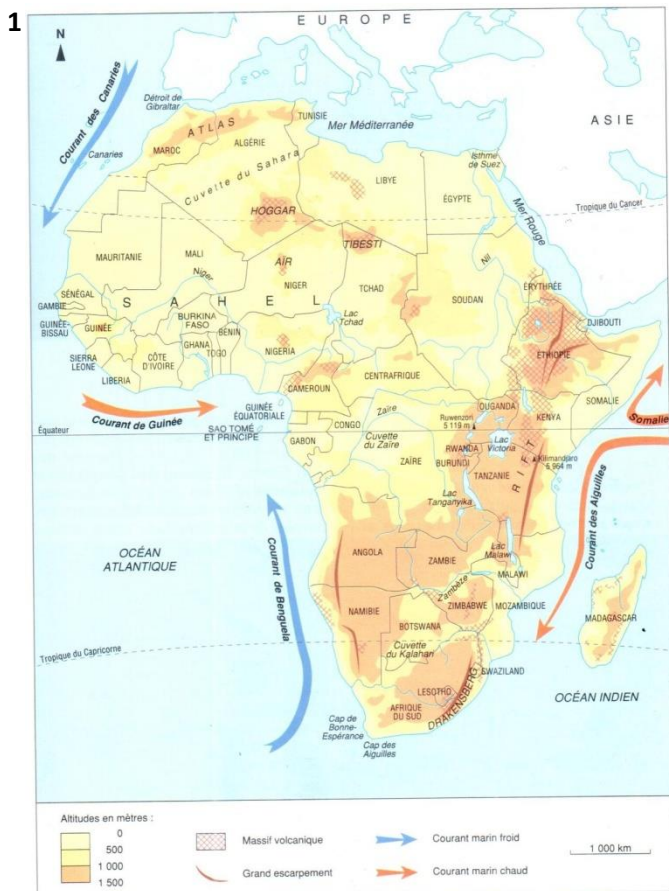 1
EUROPE
N
ASIE
Courant des Canaries
Détroit de
Gibraltar
TUNISIE
Mer Méditerranée
ATLAS
MAROC
ALGÉRIE
Canaries
Cuvette du Sahara
LIBYE
ÉGYPTE
Isthme
de Suez
Tropique du Cancer
HOGGAR
Mer Rouge
TIBESTI
MAURITANIE
MALI
AÏR
Nil
Niger
NIGER
TCHAD
SOUDAN
ÉRYTHRÉE
SÉNÉGAL
SAHEL
GAMBIE
BURKINA
FASO
Lac
Tchad
DJIBOUTI
GUINÉE-
BISSAU
GUINÉE
BÉNIN
NIGERIA
ÉTHIOPIE
SIERRA
LEONE
CÔTE
D'IVOIRE
GHANA
TOGO
LIBERIA
CAMEROUN
CENTRAFRIQUE
SOMALIE
Courant de Guinée
GUINÉE
ÉQUATORIALE
Zaïre
OUGANDA
KENYA
Somalie
Équateur
SAO TOMÉ
ET PRINCIPE
GABON
CONGO
Ruwenzori
5 119 m
Cuvette
du Zaïre
RWANDA
Lac
Victoria
Kilimandjaro
5 964 m
ZAÏRE
BURUNDI
TANZANIE
RIFT
Lac
Tanganyika
Courant des Aiguilles
OCÉAN
ATLANTIQUE
Courant de Benguela
ANGOLA
ZAMBIE
Lac
Malawi
MALAWI
Zambèze
NAMIBIE
ZIMBABWE
MOZAMBIQUE
MADAGASCAR
BOTSWANA
Tropique du Capricorne
Cuvette
du Kalahari
SWAZILAND
OCÉAN INDIEN
LESOTHO
AFRIQUE
DU SUD
DRAKENSBERG
Cap de
Bonne-
Espérance
Cap des
Aiguilles
Altitudes en mètres :
0
500
1 000
1 500
Massif volcanique
Grand escarpement
Courant marin froid
Courant marin chaud
1 000 km